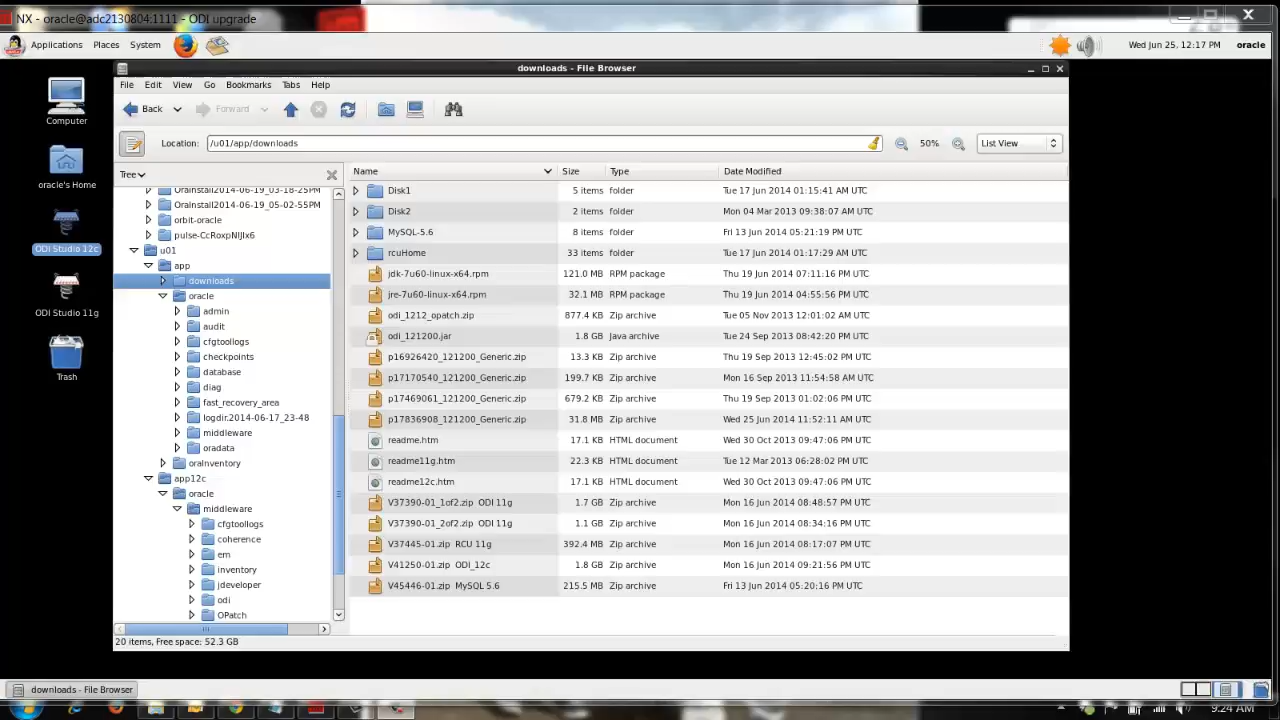 NX - oracle@adc2130804:1111 - ODI upgrade
Applications Places System Wed Jun 25, 12:17 PM oracle
downloads - File Browser
File Edit View Go Bookmarks Tabs Help
Back Forward
Location: /u01/app/downloads 50% List View
Computer
oracle's Home
ODI Studio 12c
ODI Studio 11g
Trash
Tree
OraInstall2014-06-19_03-18-25PM
OraInstall2014-06-19_05-02-55PM
orbit-oracle
pulse-CcRoxpNIJIx6
u01
app
downloads
oracle
admin
audit
cfgtoollogs
checkpoints
database
diag
fast_recovery_area
logdir.2014-06-17_23-48
middleware
oradata
oraInventory
app12c
oracle
middleware
cfgtoollogs
coherence
em
inventory
jdeveloper
odi
OPatch
Name Size Type Date Modified
Disk1 5 items folder Tue 17 Jun 2014 01:15:41 AM UTC
Disk2 2 items folder Mon 04 Mar 2013 09:38:07 AM UTC
MySQL-5.6 8 items folder Fri 13 Jun 2014 05:21:19 PM UTC
rcuHome 33 items folder Tue 17 Jun 2014 01:17:29 AM UTC
jdk-7u60-linux-x64.rpm 121.0 MB RPM package Thu 19 Jun 2014 07:11:16 PM UTC
jre-7u60-linux-x64.rpm 32.1 MB RPM package Thu 19 Jun 2014 04:55:56 PM UTC
odi_1212_opatch.zip 877.4 KB Zip archive Tue 05 Nov 2013 12:01:02 AM UTC
odi_121200.jar 1.8 GB Java archive Tue 24 Sep 2013 08:42:20 PM UTC
p16926420_121200_Generic.zip 13.3 KB Zip archive Thu 19 Sep 2013 12:45:02 PM UTC
p17170540_121200_Generic.zip 199.7 KB Zip archive Mon 16 Sep 2013 11:54:58 AM UTC
p17469061_121200_Generic.zip 679.2 KB Zip archive Thu 19 Sep 2013 01:02:06 PM UTC
p17836908_121200_Generic.zip 31.8 MB Zip archive Wed 25 Jun 2014 11:52:11 AM UTC
readme.htm 17.1 KB HTML document Wed 30 Oct 2013 09:47:06 PM UTC
readme11g.htm 22.3 KB HTML document Tue 12 Mar 2013 06:28:02 PM UTC
readme12c.htm 17.1 KB HTML document Wed 30 Oct 2013 09:47:06 PM UTC
V37390-01_1of2.zip ODI 11g 1.7 GB Zip archive Mon 16 Jun 2014 08:48:57 PM UTC
V37390-01_2of2.zip ODI 11g 1.1 GB Zip archive Mon 16 Jun 2014 08:34:16 PM UTC
V37445-01.zip RCU 11g 392.4 MB Zip archive Mon 16 Jun 2014 08:17:07 PM UTC
V41250-01.zip ODI_12c 1.8 GB Zip archive Mon 16 Jun 2014 09:21:56 PM UTC
V45446-01.zip MySQL 5.6 215.5 MB Zip archive Fri 13 Jun 2014 05:20:16 PM UTC
20 items, Free space: 52.3 GB
downloads - File Browser
9:24 AM